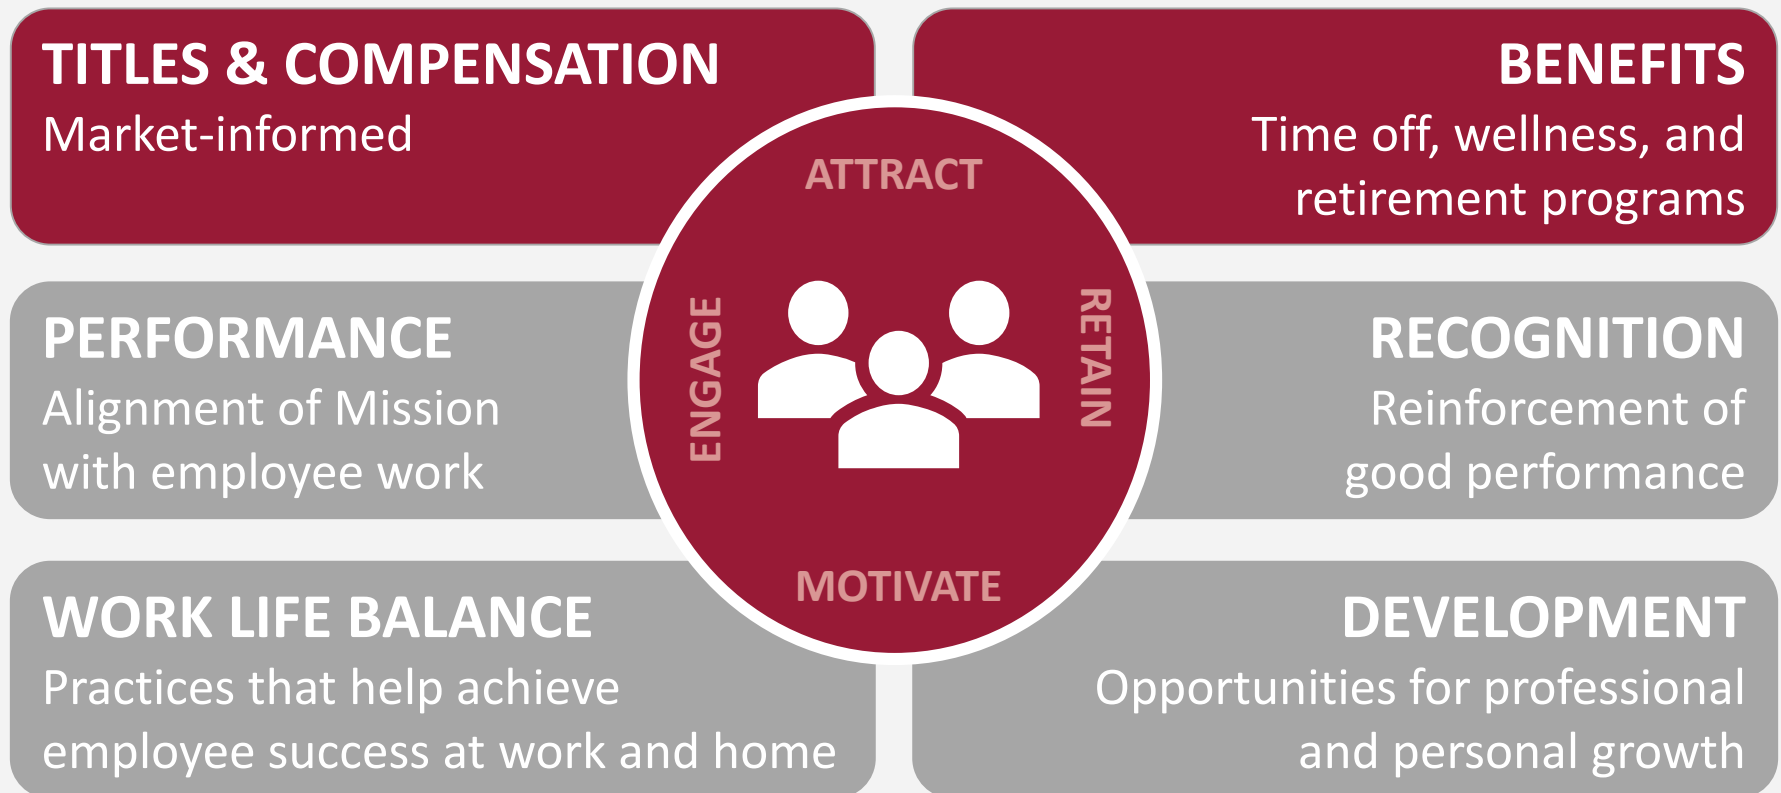 TITLES & COMPENSATION
Market-informed
BENEFITS
Time off, wellness, and
retirement programs
ATTRACT
ENGAGE
RETAIN
MOTIVATE
PERFORMANCE
Alignment of Mission
with employee work
RECOGNITION
Reinforcement of
good performance
WORK LIFE BALANCE
Practices that help achieve
employee success at work and home
DEVELOPMENT
Opportunities for professional
and personal growth